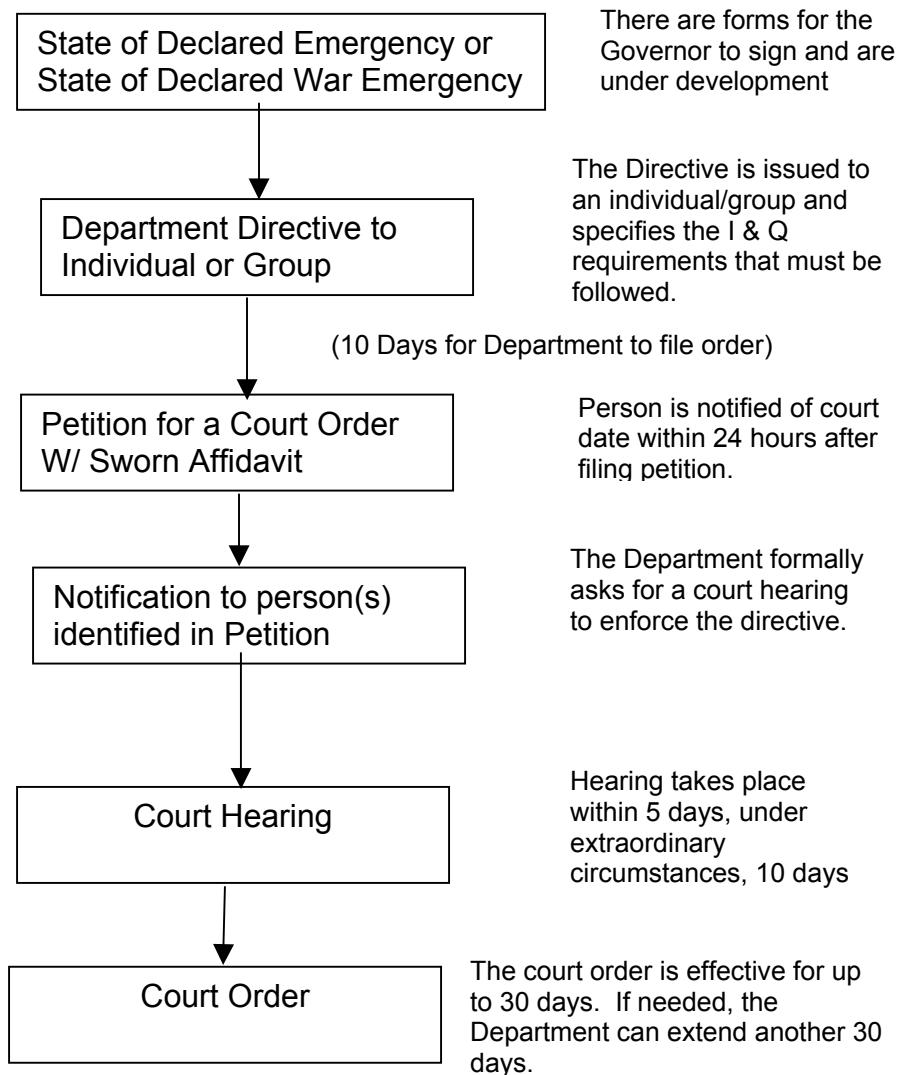 State of Declared Emergency or
State of Declared War Emergency
There are forms for the
Governor to sign and are
under development
Department Directive to
Individual or Group
The Directive is issued to
an individual/group and
specifies the I & Q
requirements that must be
followed.
(10 Days for Department to file order)
Petition for a Court Order
W/ Sworn Affidavit
Person is notified of court
date within 24 hours after
filing petition.
Notification to person(s)
identified in Petition
The Department formally
asks for a court hearing
to enforce the directive.
Court Hearing
Hearing takes place
within 5 days, under
extraordinary
circumstances, 10 days
Court Order
The court order is effective for up
to 30 days. If needed, the
Department can extend another 30
days.